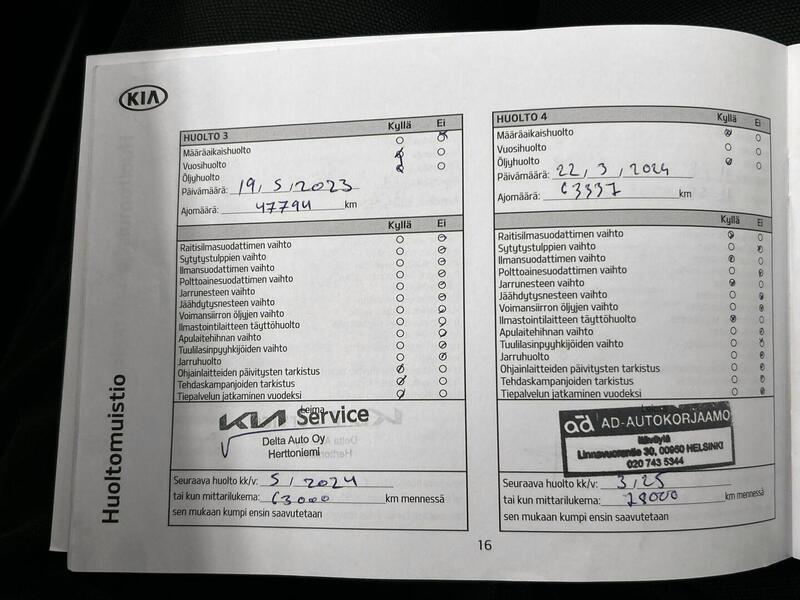 KIA
Huoltomuistio
HUOLTO 3 Kyllä Ei
Määräaikaishuolto
Vuosihuolto
Öljyhuolto
Päivämäärä: 19, 5, 2023
Ajomäärä: 47794 km
Kyllä Ei
Raitisilmasuodattimen vaihto
Sytytystulppien vaihto
Ilmansuodattimen vaihto
Polttoainesuodattimen vaihto
Jarrunesteen vaihto
Jäähdytysnesteen vaihto
Voimansiirron öljyjen vaihto
Ilmastointilaitteen täyttöhuolto
Apulaitehihnan vaihto
Tuulilasinpyyhkijöiden vaihto
Jarruhuolto
Ohjainlaitteiden päivitysten tarkistus
Tehdaskampanjoiden tarkistus
Tiepalvelun jatkaminen vuodeksi
Leima
KIA Service
Delta Auto Oy
Herttoniemi
Seuraava huolto kk/v: 5, 2024
tai kun mittarilukema: 63000 km mennessä
sen mukaan kumpi ensin saavutetaan
HUOLTO 4 Kyllä Ei
Määräaikaishuolto
Vuosihuolto
Öljyhuolto
Päivämäärä: 22, 3, 2024
Ajomäärä: 63337 km
Kyllä Ei
Raitisilmasuodattimen vaihto
Sytytystulppien vaihto
Ilmansuodattimen vaihto
Polttoainesuodattimen vaihto
Jarrunesteen vaihto
Jäähdytysnesteen vaihto
Voimansiirron öljyjen vaihto
Ilmastointilaitteen täyttöhuolto
Apulaitehihnan vaihto
Tuulilasinpyyhkijöiden vaihto
Jarruhuolto
Ohjainlaitteiden päivitysten tarkistus
Tehdaskampanjoiden tarkistus
Tiepalvelun jatkaminen vuodeksi
ad AD-AUTOKORJAAMO
Itäväylä
Linnavuorentie 30, 00950 HELSINKI
020 743 5344
Seuraava huolto kk/v: 3, 25
tai kun mittarilukema: 78000 km mennessä
sen mukaan kumpi ensin saavutetaan
16